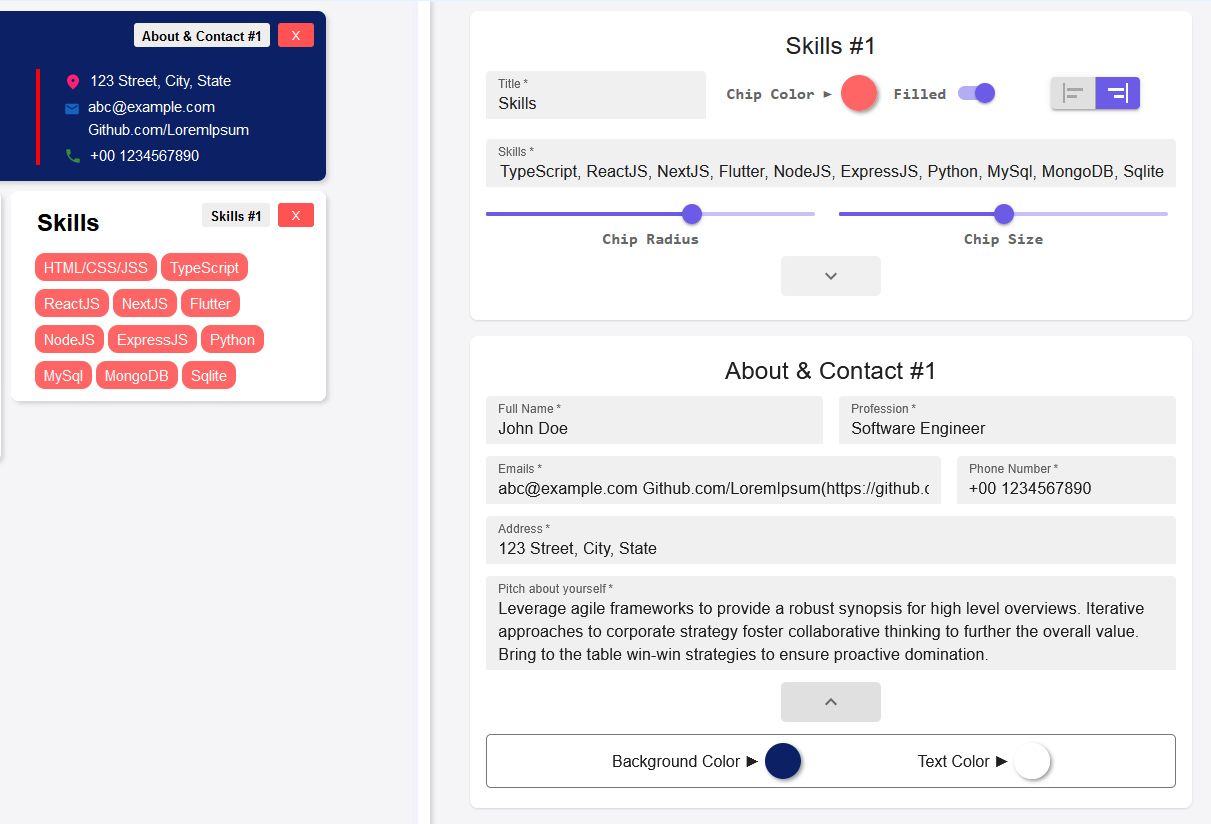 About & Contact #1 X
123 Street, City, State
abc@example.com
Github.com/LoremIpsum
+00 1234567890
Skills Skills #1 X
HTML/CSS/JSS TypeScript
ReactJS NextJS Flutter
NodeJS ExpressJS Python
MySql MongoDB Sqlite
Skills #1
Title *
Skills
Chip Color ► Filled
Skills *
TypeScript, ReactJS, NextJS, Flutter, NodeJS, ExpressJS, Python, MySql, MongoDB, Sqlite
Chip Radius Chip Size
About & Contact #1
Full Name * Profession *
John Doe Software Engineer
Emails * Phone Number *
abc@example.com Github.com/LoremIpsum(https://github.c +00 1234567890
Address *
123 Street, City, State
Pitch about yourself *
Leverage agile frameworks to provide a robust synopsis for high level overviews. Iterative
approaches to corporate strategy foster collaborative thinking to further the overall value.
Bring to the table win-win strategies to ensure proactive domination.
Background Color ► Text Color ►